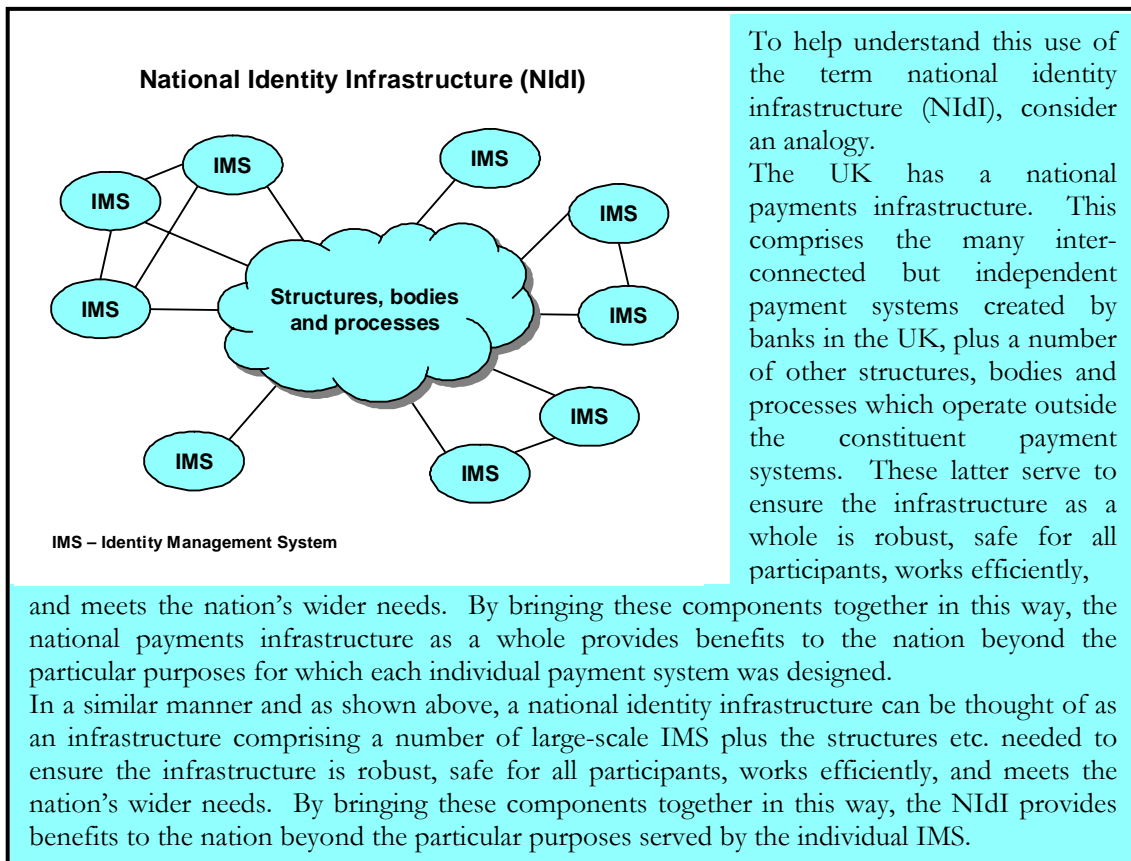 National Identity Infrastructure (NIdI)
IMS
IMS
IMS
IMS
IMS
IMS
Structures, bodies
and processes
IMS
IMS
IMS
IMS – Identity Management System
To help understand this use of
the term national identity
infrastructure (NIdI), consider
an analogy.
The UK has a national
payments infrastructure. This
comprises the many inter-
connected but independent
payment systems created by
banks in the UK, plus a number
of other structures, bodies and
processes which operate outside
the constituent payment
systems. These latter serve to
ensure the infrastructure as a
whole is robust, safe for all
participants, works efficiently,
and meets the nation's wider needs. By bringing these components together in this way, the
national payments infrastructure as a whole provides benefits to the nation beyond the
particular purposes for which each individual payment system was designed.
In a similar manner and as shown above, a national identity infrastructure can be thought of as
an infrastructure comprising a number of large-scale IMS plus the structures etc. needed to
ensure the infrastructure is robust, safe for all participants, works efficiently, and meets the
nation's wider needs. By bringing these components together in this way, the NIdI provides
benefits to the nation beyond the particular purposes served by the individual IMS.